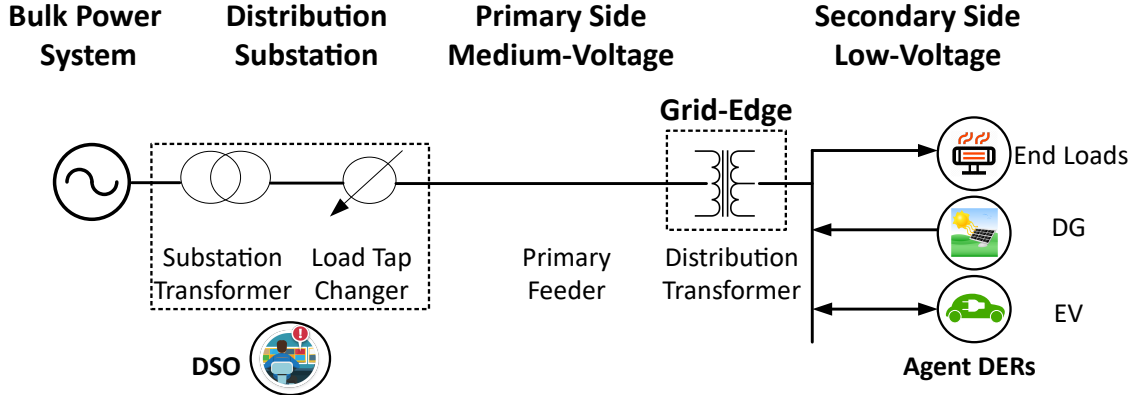 Bulk Power
System
Distribution
Substation
Primary Side
Medium-Voltage
Secondary Side
Low-Voltage
Grid-Edge
End Loads
DG
EV
Substation
Transformer
Load Tap
Changer
Primary
Feeder
Distribution
Transformer
DSO
Agent DERs